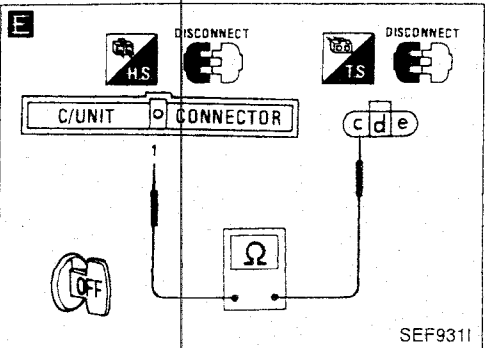 E
DISCONNECT
DISCONNECT
H.S
T.S
C/UNIT
CONNECTOR
c d e
1
Ω
OFF
SEF931I